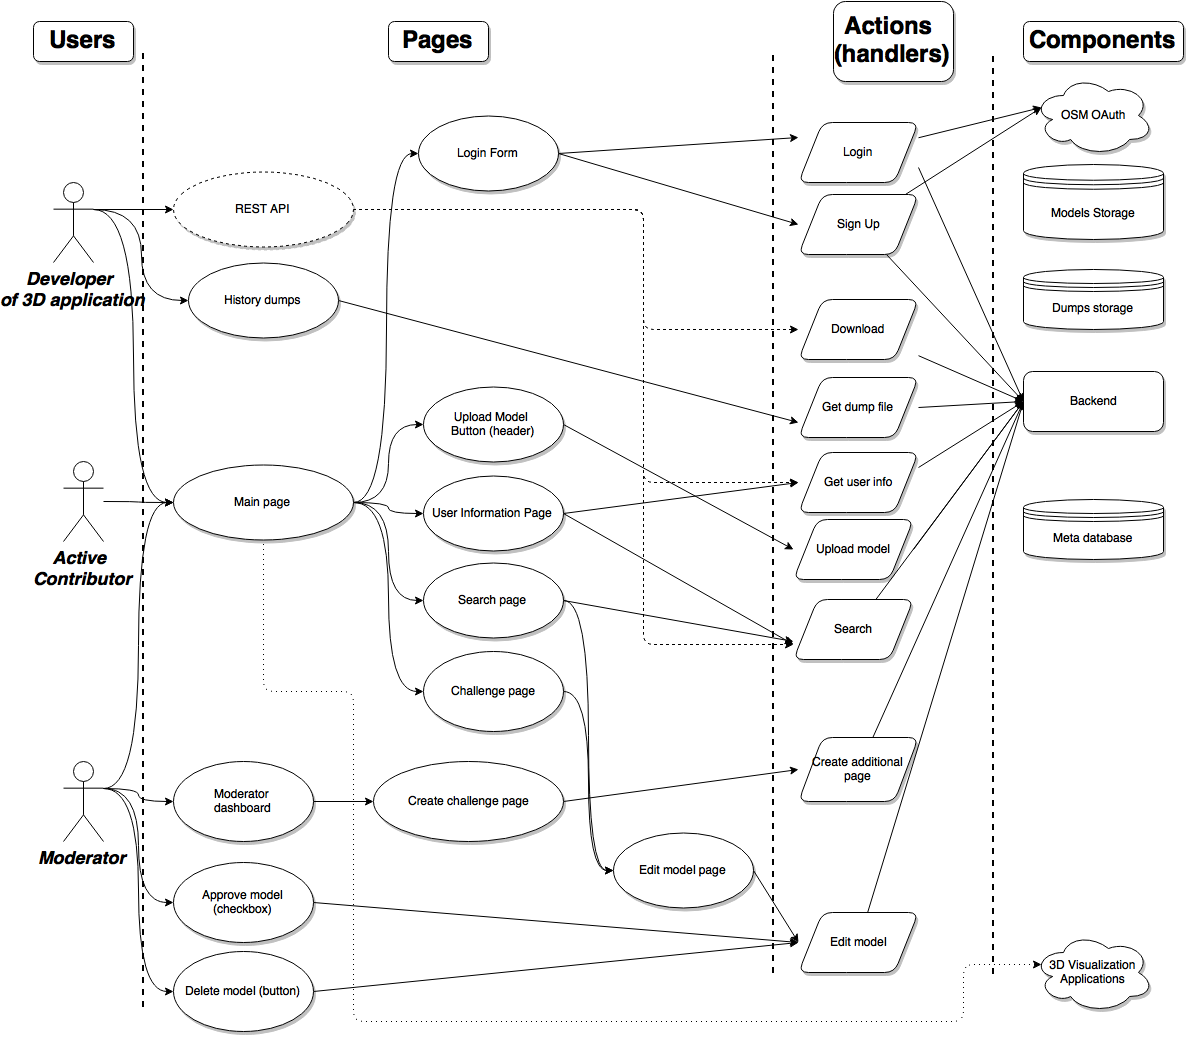 Users
Pages
Actions
(handlers)
Components
OSM OAuth
Login Form
Login
REST API
Models Storage
Sign Up
Developer
of 3D application
History dumps
Dumps storage
Download
Backend
Get dump file
Upload Model
Button (header)
Get user info
Main page
User Information Page
Meta database
Upload model
Active
Contributor
Search page
Search
Challenge page
Create additional
page
Moderator
dashboard
Create challenge page
Moderator
Edit model page
Approve model
(checkbox)
Edit model
3D Visualization
Applications
Delete model (button)